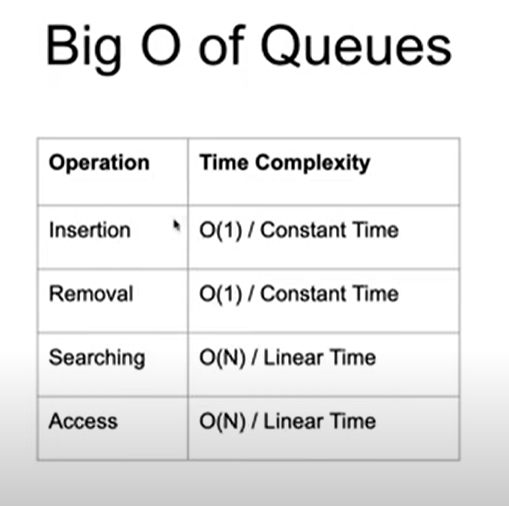 Big O of Queues
Operation Time Complexity
Insertion O(1) / Constant Time
Removal O(1) / Constant Time
Searching O(N) / Linear Time
Access O(N) / Linear Time